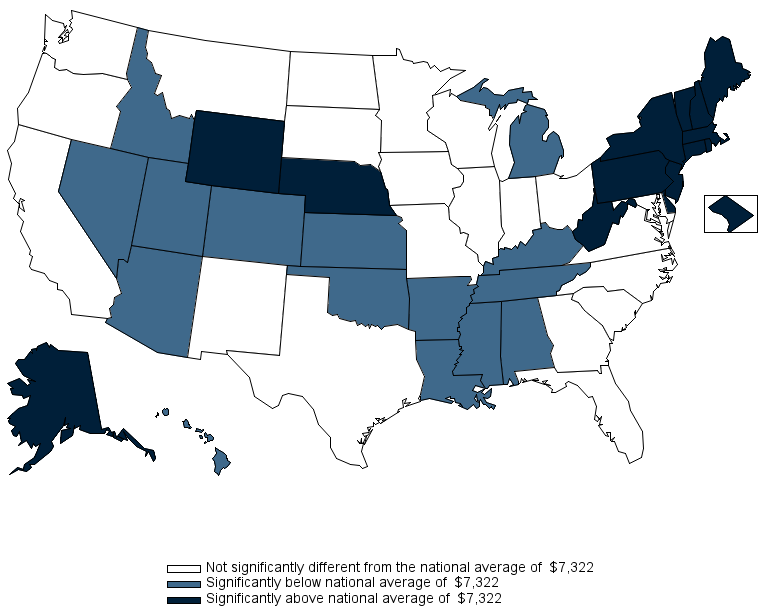 Not significantly different from the national average of  $7,322
Significantly below national average of  $7,322
Significantly above national average of  $7,322